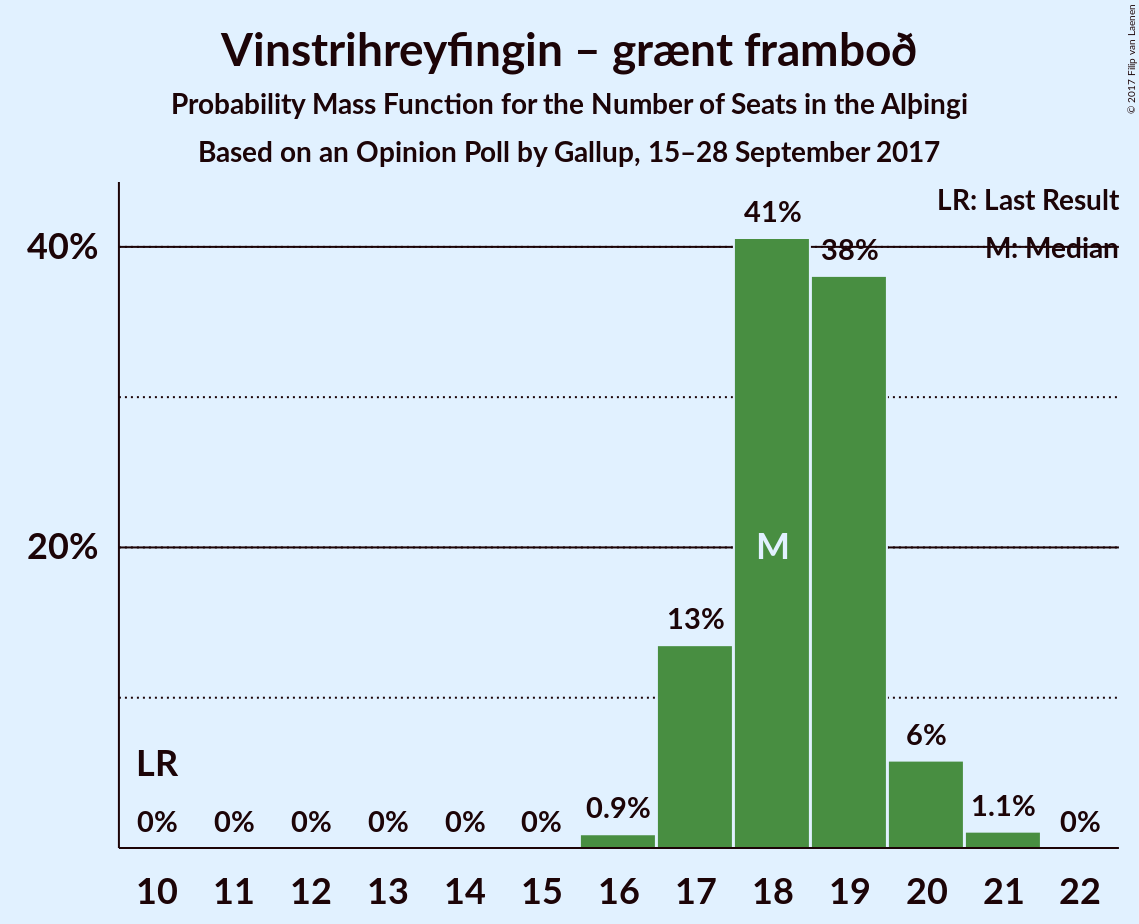 Vinstrihreyfingin – grænt framboð
Probability Mass Function for the Number of Seats in the Alþingi
Based on an Opinion Poll by Gallup, 15–28 September 2017
© 2017 Filip van Laenen
LR: Last Result
M: Median
40%
20%
41%
38%
M
13%
6%
LR
0%
0%
0%
0%
0%
0%
0.9%
1.1%
0%
10 11 12 13 14 15 16 17 18 19 20 21 22